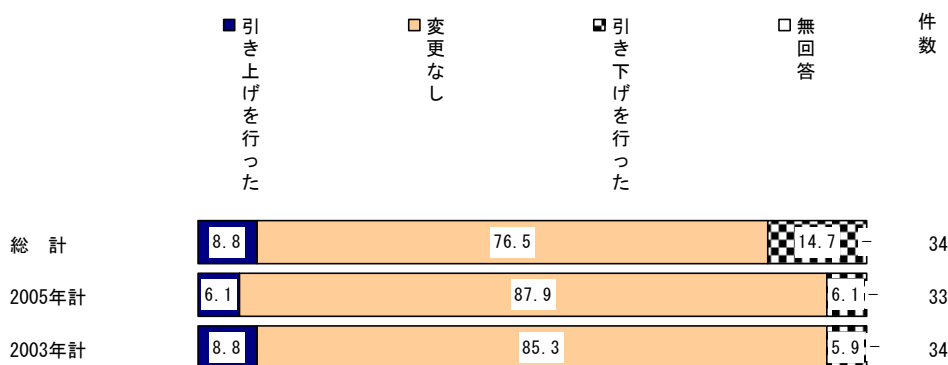 引き上げを行った
変更なし
引き下げを行った
無回答
件数
総　計 8.8 76.5 14.7 - 34
2005年計 6.1 87.9 6.1 - 33
2003年計 8.8 85.3 5.9 - 34